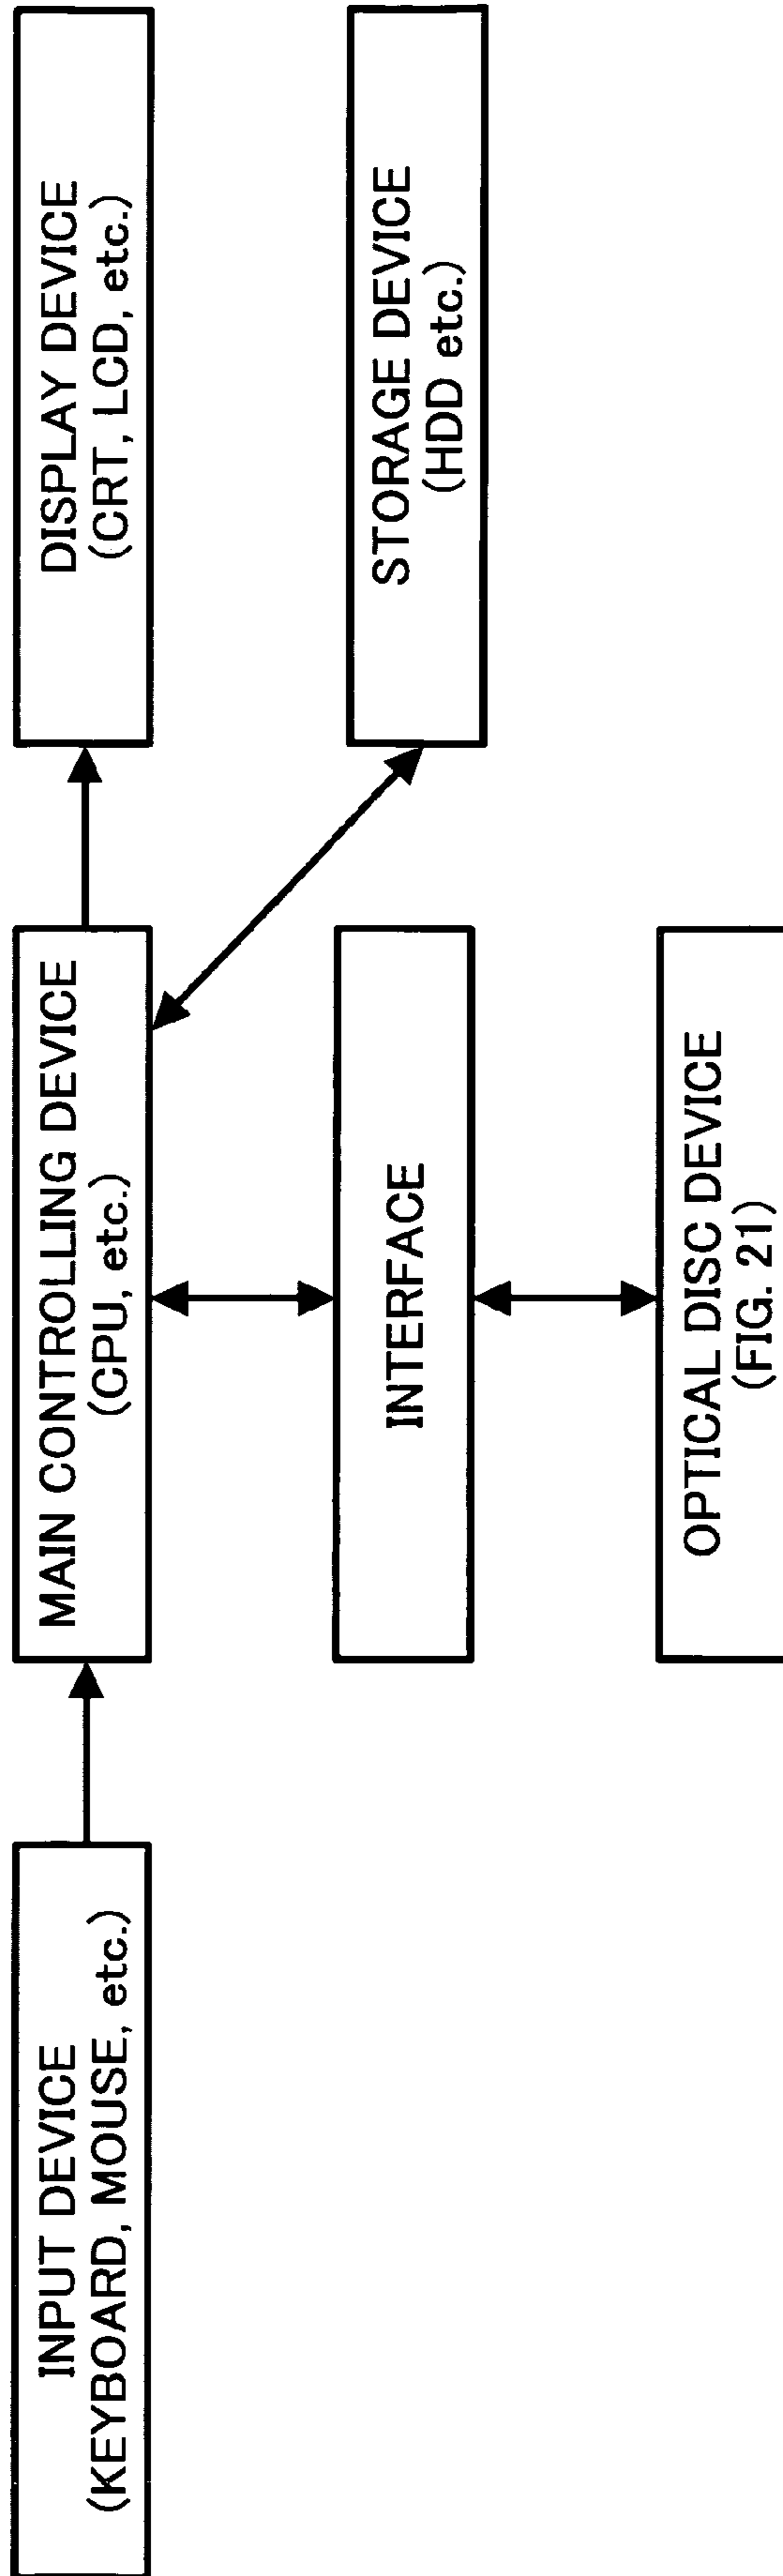 INPUT DEVICE
(KEYBOARD, MOUSE, etc.)
MAIN CONTROLLING DEVICE
(CPU, etc.)
DISPLAY DEVICE
(CRT, LCD, etc.)
STORAGE DEVICE
(HDD etc.)
INTERFACE
OPTICAL DISC DEVICE
(FIG. 21)